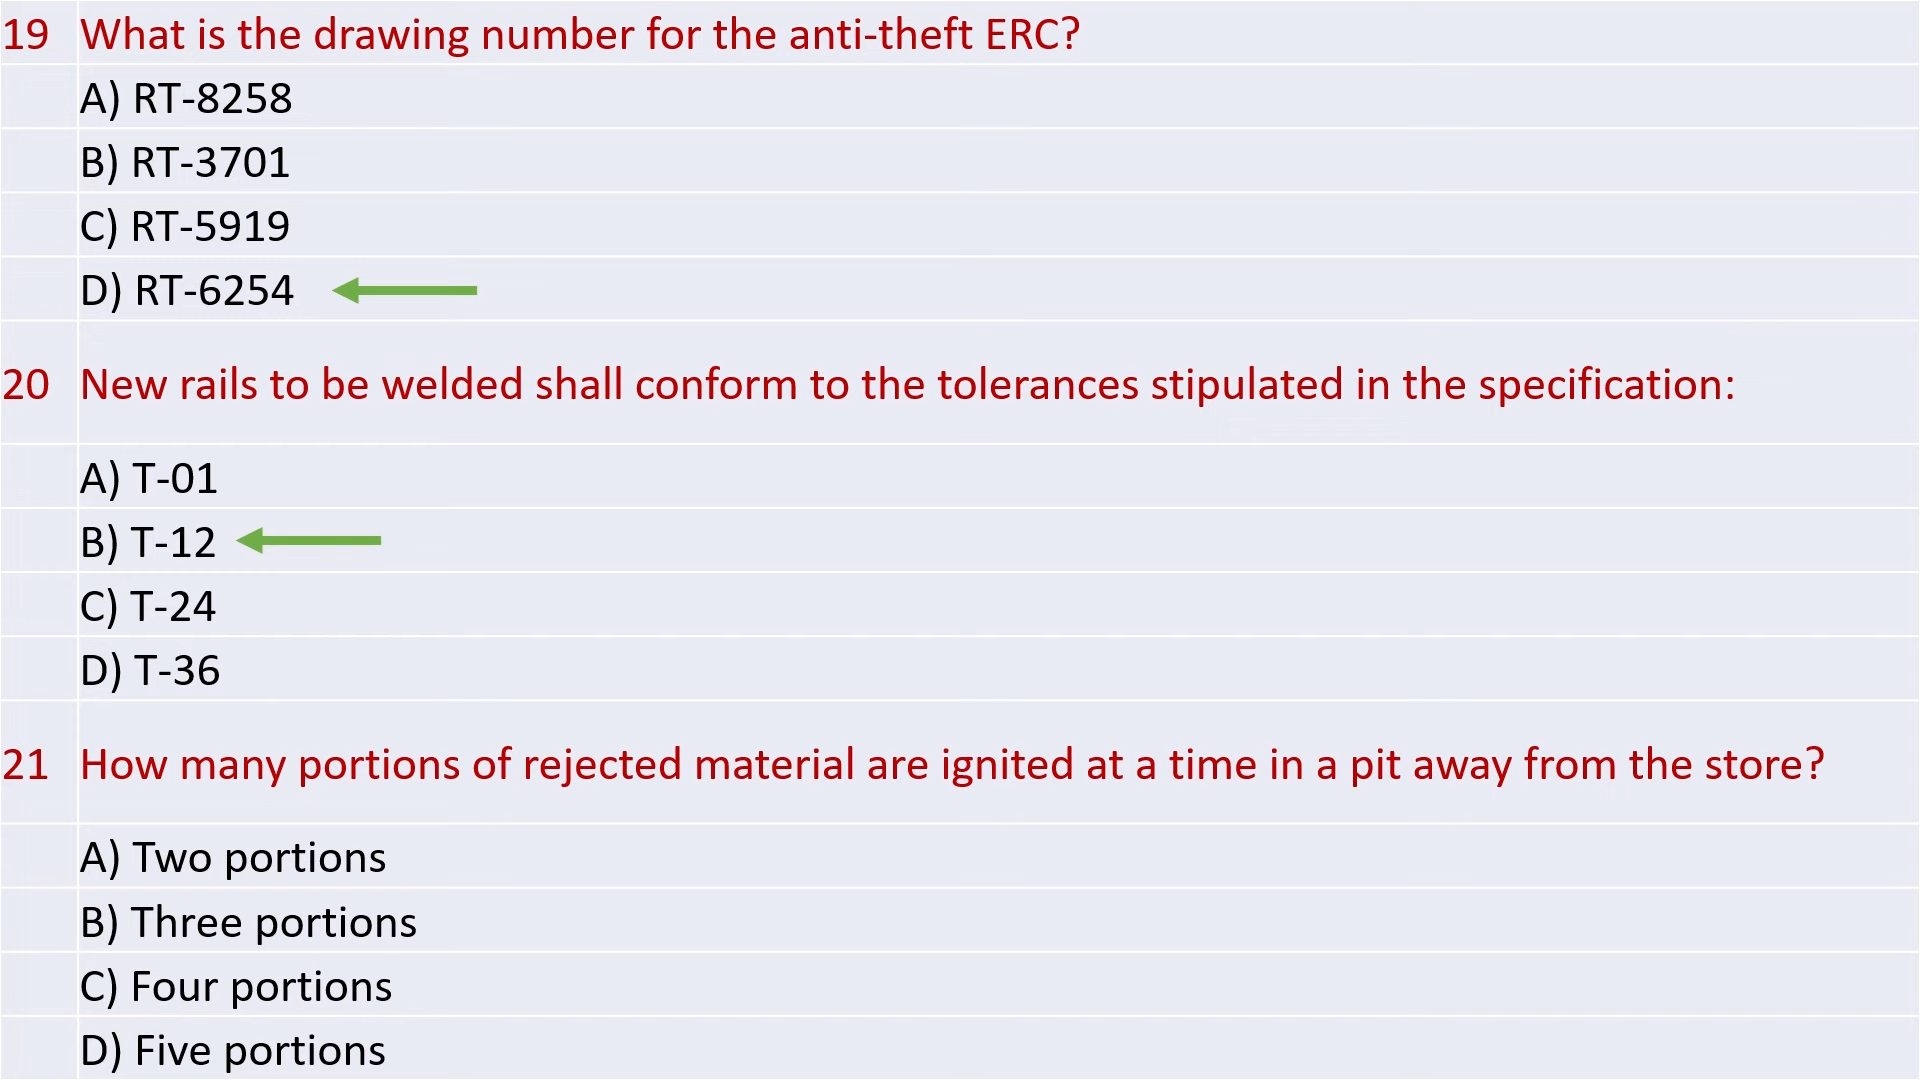 19 What is the drawing number for the anti-theft ERC?
A) RT-8258
B) RT-3701
C) RT-5919
D) RT-6254
20 New rails to be welded shall conform to the tolerances stipulated in the specification:
A) T-01
B) T-12
C) T-24
D) T-36
21 How many portions of rejected material are ignited at a time in a pit away from the store?
A) Two portions
B) Three portions
C) Four portions
D) Five portions